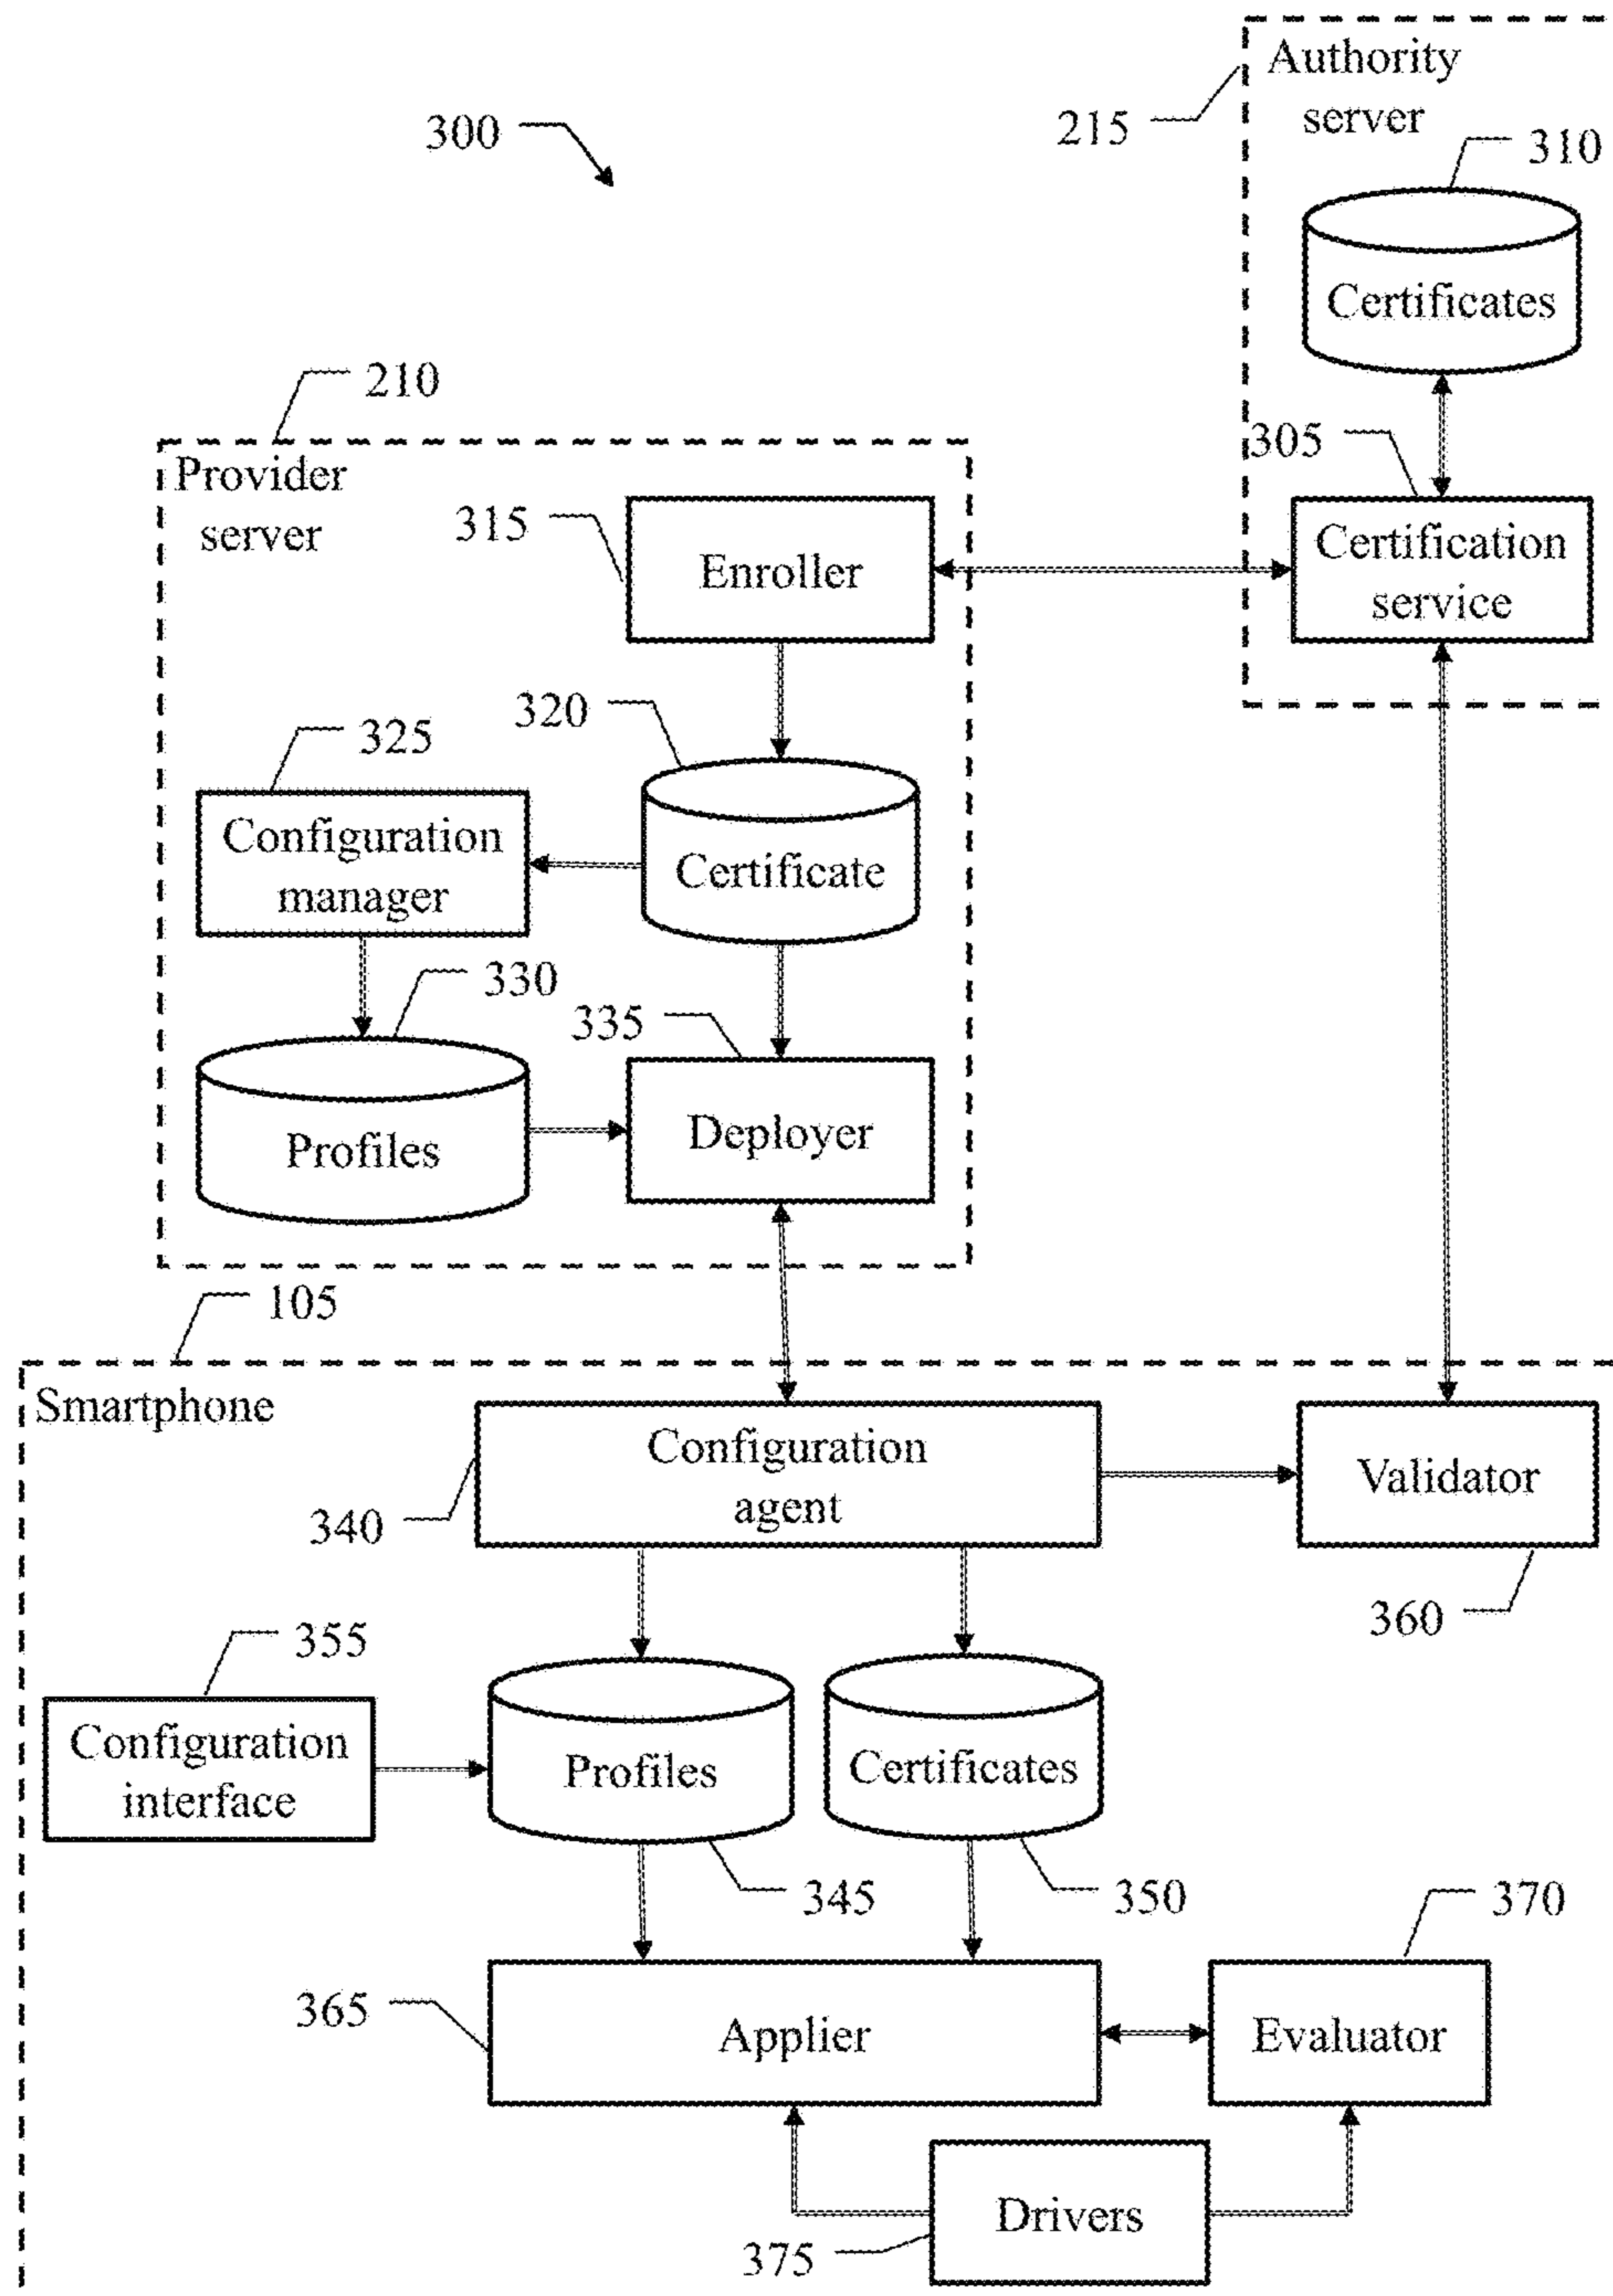 Authority
server
300
215
310
Certificates
210
305
Provider
server
315
Enroller
Certification
service
320
325
Configuration
manager
Certificate
330
335
Profiles
Deployer
105
Smartphone
Configuration
agent
Validator
340
360
355
Configuration
interface
Profiles
Certificates
345
350
370
365
Applier
Evaluator
Drivers
375